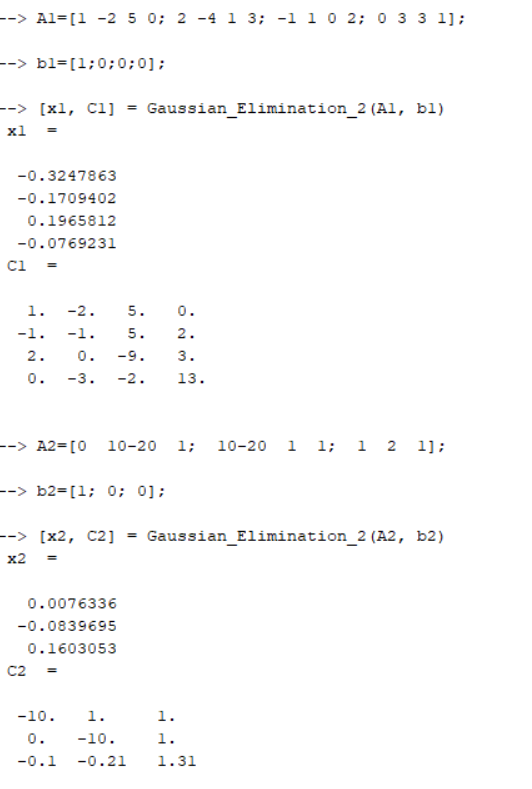 --> A1=[1 -2 5 0; 2 -4 1 3; -1 1 0 2; 0 3 3 1];
--> b1=[1;0;0;0];
--> [x1, C1] = Gaussian_Elimination_2(A1, b1)
x1 =
-0.3247863
-0.1709402
0.1965812
-0.0769231
C1 =
1. -2. 5. 0.
-1. -1. 5. 2.
2. 0. -9. 3.
0. -3. -2. 13.
--> A2=[0 10-20 1; 10-20 1 1; 1 2 1];
--> b2=[1; 0; 0];
--> [x2, C2] = Gaussian_Elimination_2(A2, b2)
x2 =
0.0076336
-0.0839695
0.1603053
C2 =
-10. 1. 1.
0. -10. 1.
-0.1 -0.21 1.31